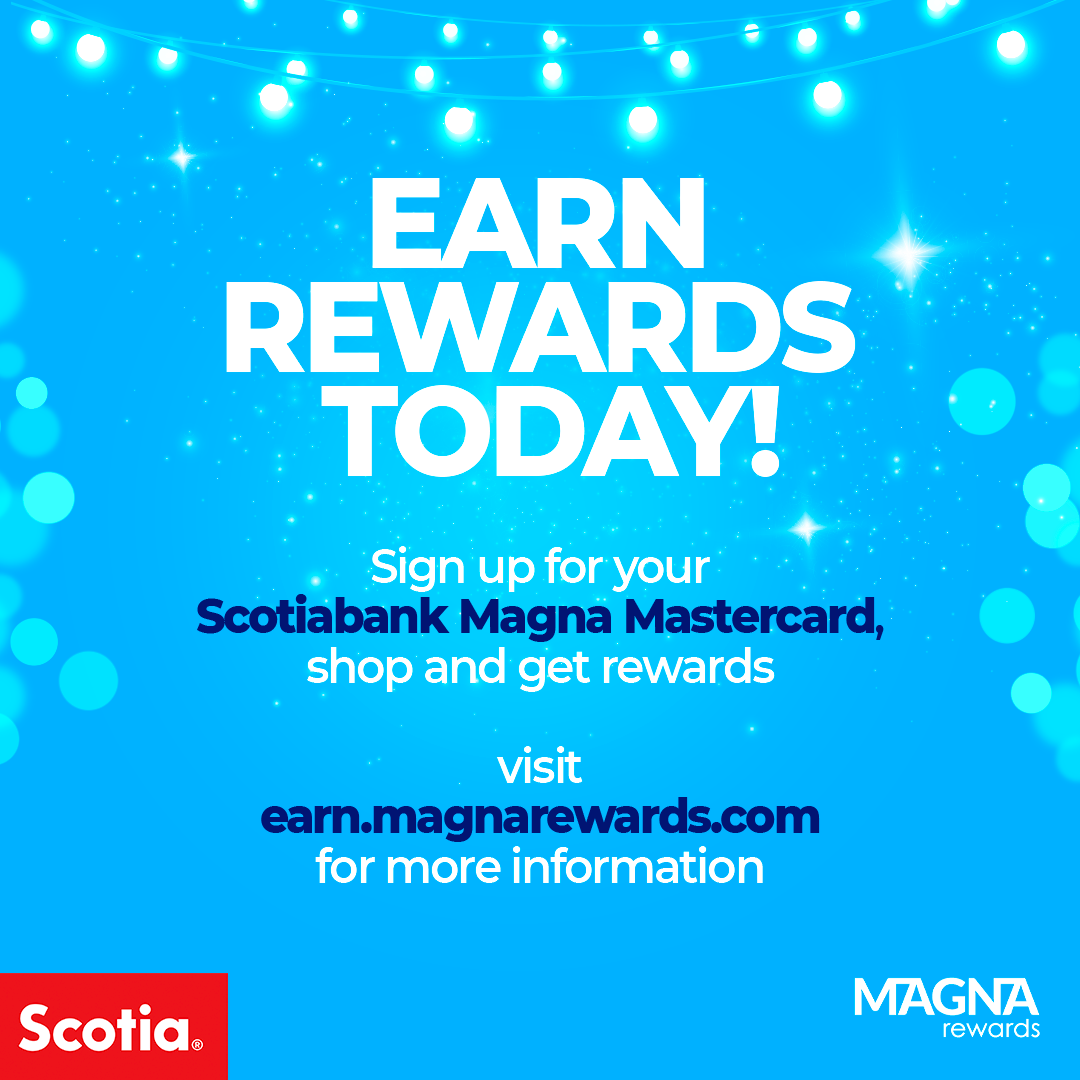 EARN
REWARDS
TODAY!
Sign up for your
Scotiabank Magna Mastercard,
shop and get rewards
visit
earn.magnarewards.com
for more information
Scotia®
MAGNA
rewards